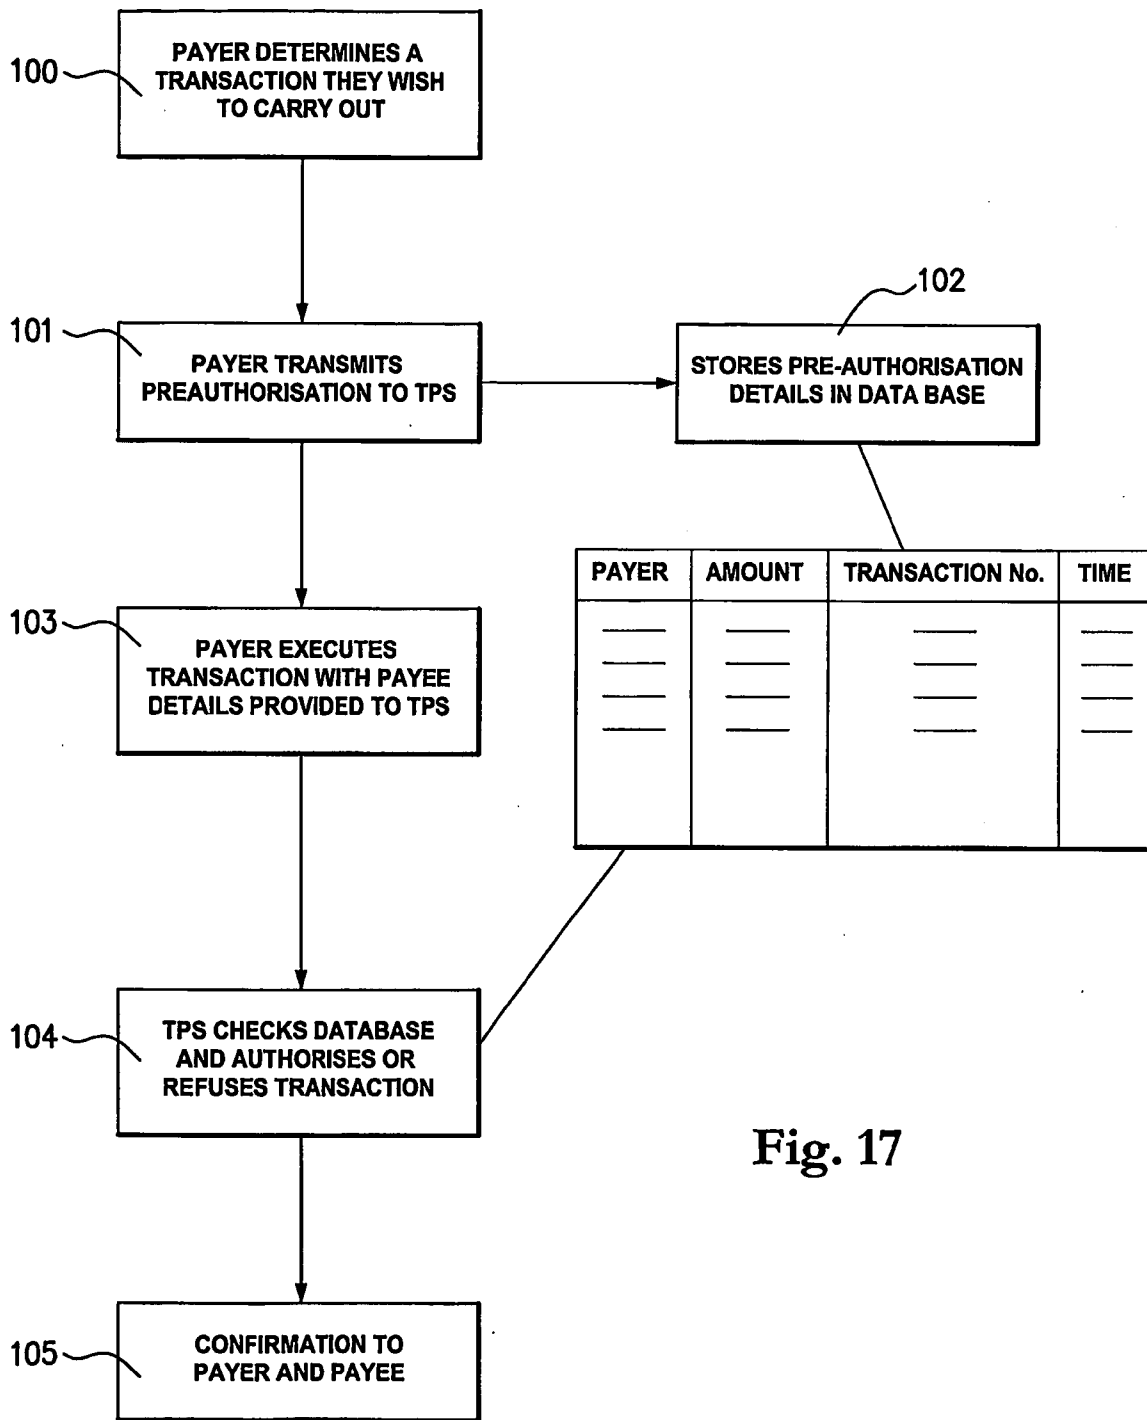 100
PAYER DETERMINES A
TRANSACTION THEY WISH
TO CARRY OUT
101
PAYER TRANSMITS
PREAUTHORISATION TO TPS
102
STORES PRE-AUTHORISATION
DETAILS IN DATA BASE
PAYER AMOUNT TRANSACTION No. TIME
103
PAYER EXECUTES
TRANSACTION WITH PAYEE
DETAILS PROVIDED TO TPS
104
TPS CHECKS DATABASE
AND AUTHORISES OR
REFUSES TRANSACTION
105
CONFIRMATION TO
PAYER AND PAYEE
Fig. 17